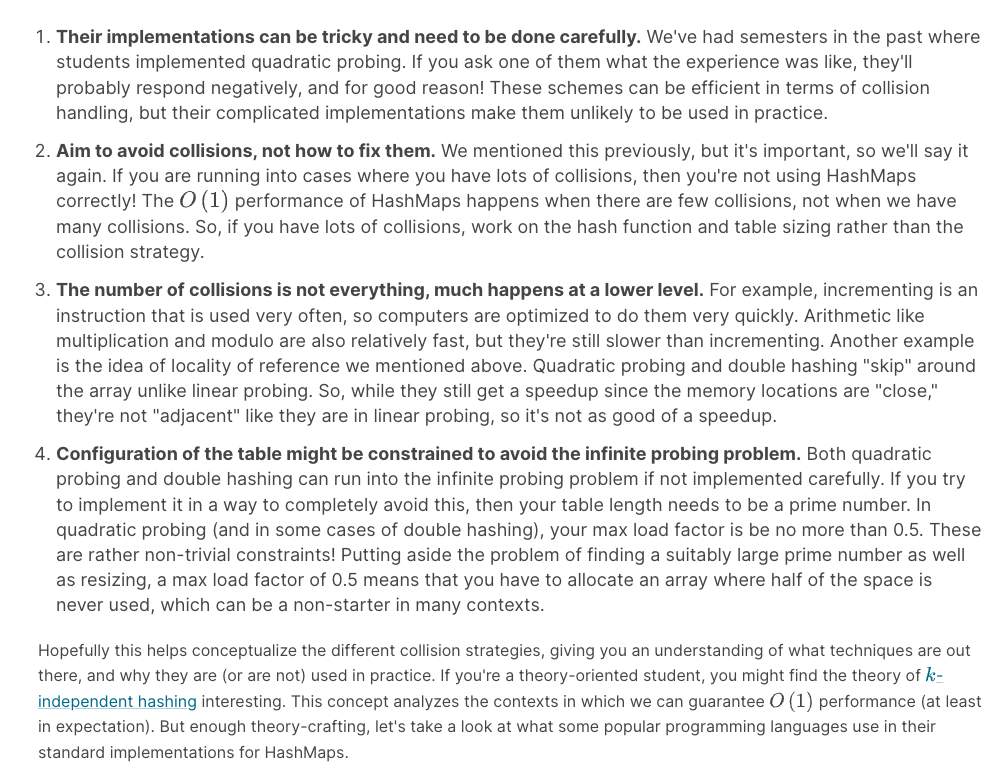 1. Their implementations can be tricky and need to be done carefully. We've had semesters in the past where
students implemented quadratic probing. If you ask one of them what the experience was like, they'll
probably respond negatively, and for good reason! These schemes can be efficient in terms of collision
handling, but their complicated implementations make them unlikely to be used in practice.
2. Aim to avoid collisions, not how to fix them. We mentioned this previously, but it's important, so we'll say it
again. If you are running into cases where you have lots of collisions, then you're not using HashMaps
correctly! The O(1) performance of HashMaps happens when there are few collisions, not when we have
many collisions. So, if you have lots of collisions, work on the hash function and table sizing rather than the
collision strategy.
3. The number of collisions is not everything, much happens at a lower level. For example, incrementing is an
instruction that is used very often, so computers are optimized to do them very quickly. Arithmetic like
multiplication and modulo are also relatively fast, but they're still slower than incrementing. Another example
is the idea of locality of reference we mentioned above. Quadratic probing and double hashing "skip" around
the array unlike linear probing. So, while they still get a speedup since the memory locations are "close,"
they're not "adjacent" like they are in linear probing, so it's not as good of a speedup.
4. Configuration of the table might be constrained to avoid the infinite probing problem. Both quadratic
probing and double hashing can run into the infinite probing problem if not implemented carefully. If you try
to implement it in a way to completely avoid this, then your table length needs to be a prime number. In
quadratic probing (and in some cases of double hashing), your max load factor is be no more than 0.5. These
are rather non-trivial constraints! Putting aside the problem of finding a suitably large prime number as well
as resizing, a max load factor of 0.5 means that you have to allocate an array where half of the space is
never used, which can be a non-starter in many contexts.
Hopefully this helps conceptualize the different collision strategies, giving you an understanding of what techniques are out
there, and why they are (or are not) used in practice. If you're a theory-oriented student, you might find the theory of k-
independent hashing interesting. This concept analyzes the contexts in which we can guarantee O(1) performance (at least
in expectation). But enough theory-crafting, let's take a look at what some popular programming languages use in their
standard implementations for HashMaps.